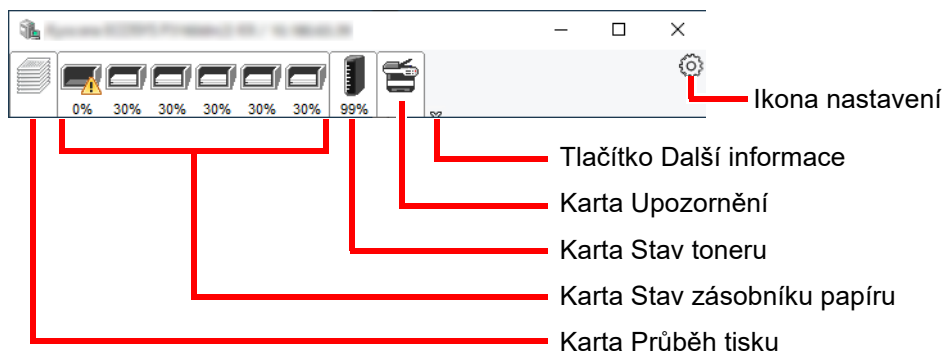 0% 30% 30% 30% 30% 30% 99%
Ikona nastavení
Tlačítko Další informace
Karta Upozornění
Karta Stav toneru
Karta Stav zásobníku papíru
Karta Průběh tisku